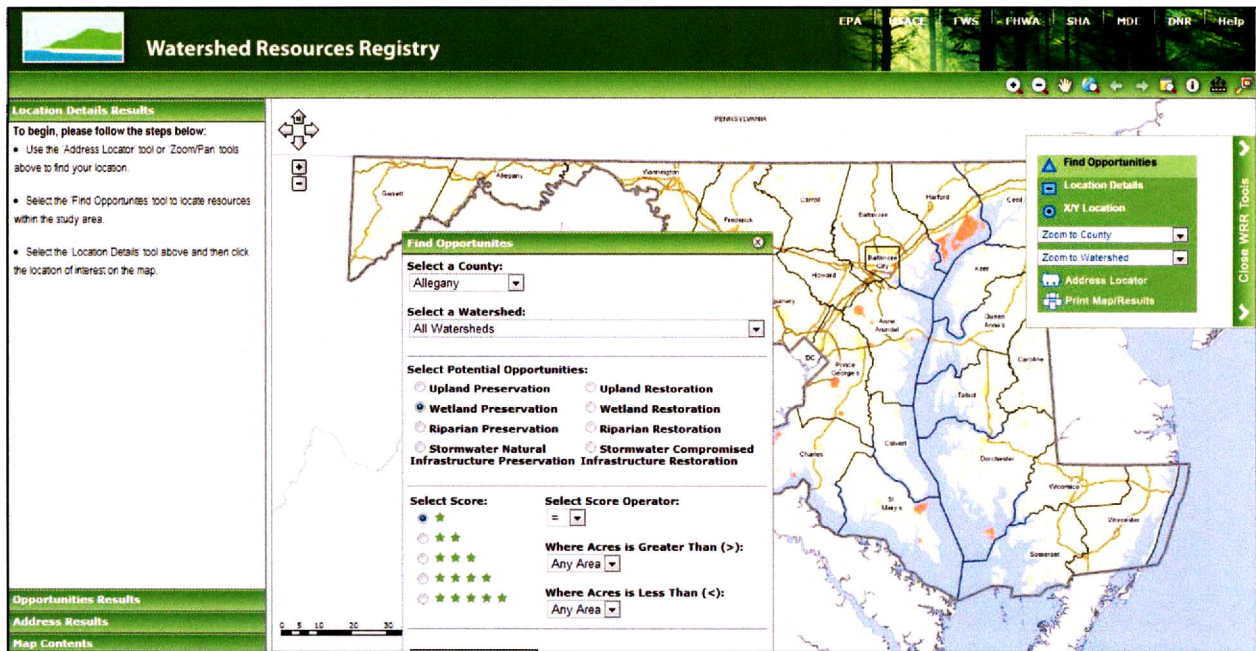 EPA USACE FWS FHWA SHA MDE DNR Help
Watershed Resources Registry
Location Details Results
To begin, please follow the steps below:
• Use the 'Address Locator' tool or 'Zoom/Pan' tools
above to find your location.
• Select the 'Find Opportunites' tool to locate resources
within the study area.
• Select the 'Location Details' tool above and then click
the location of interest on the map.
Opportunities Results
Address Results
Map Contents
PENNSYLVANIA
Garrett
Allegany
Washington
Frederick
Carroll
Baltimore
Harford
Cecil
Baltimore
City
Howard
Kent
Anne
Arundel
Queen
Anne's
DC
Prince
George's
Caroline
Talbot
Calvert
Charles
Dorchester
St
Mary's
Wicomico
Worcester
Somerset
Find Opportunites
Select a County:
Allegany
Select a Watershed:
All Watersheds
Select Potential Opportunities:
Upland Preservation Upland Restoration
Wetland Preservation Wetland Restoration
Riparian Preservation Riparian Restoration
Stormwater Natural Stormwater Compromised
Infrastructure Preservation Infrastructure Restoration
Select Score: Select Score Operator:
=
Where Acres is Greater Than (>):
Any Area
Where Acres is Less Than (<):
Any Area
0 5 10 20 30
Find Opportunities
Location Details
X/Y Location
Zoom to County
Zoom to Watershed
Address Locator
Print Map/Results
Close WRR Tools